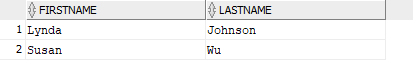 FIRSTNAME LASTNAME
1 Lynda Johnson
2 Susan Wu